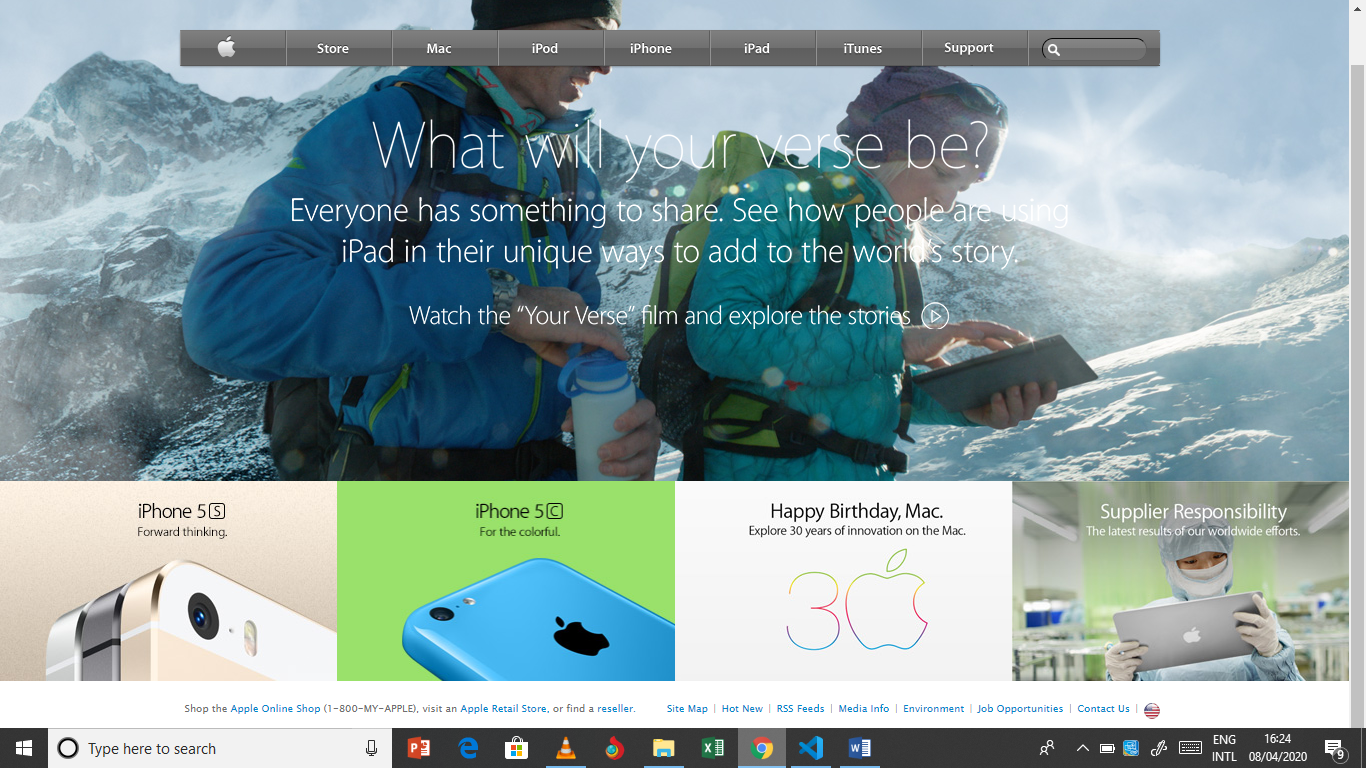 Store Mac iPod iPhone iPad iTunes Support
What will your verse be?
Everyone has something to share. See how people are using
iPad in their unique ways to add to the world's story.
Watch the “Your Verse” film and explore the stories
iPhone 5S
Forward thinking.
iPhone 5C
For the colorful.
Happy Birthday, Mac.
Explore 30 years of innovation on the Mac.
30
Supplier Responsibility
The latest results of our worldwide efforts.
Shop the Apple Online Shop (1-800-MY-APPLE), visit an Apple Retail Store, or find a reseller.
Site Map | Hot New | RSS Feeds | Media Info | Environment | Job Opportunities | Contact Us |
Type here to search
ENG
INTL
16:24
08/04/2020
9